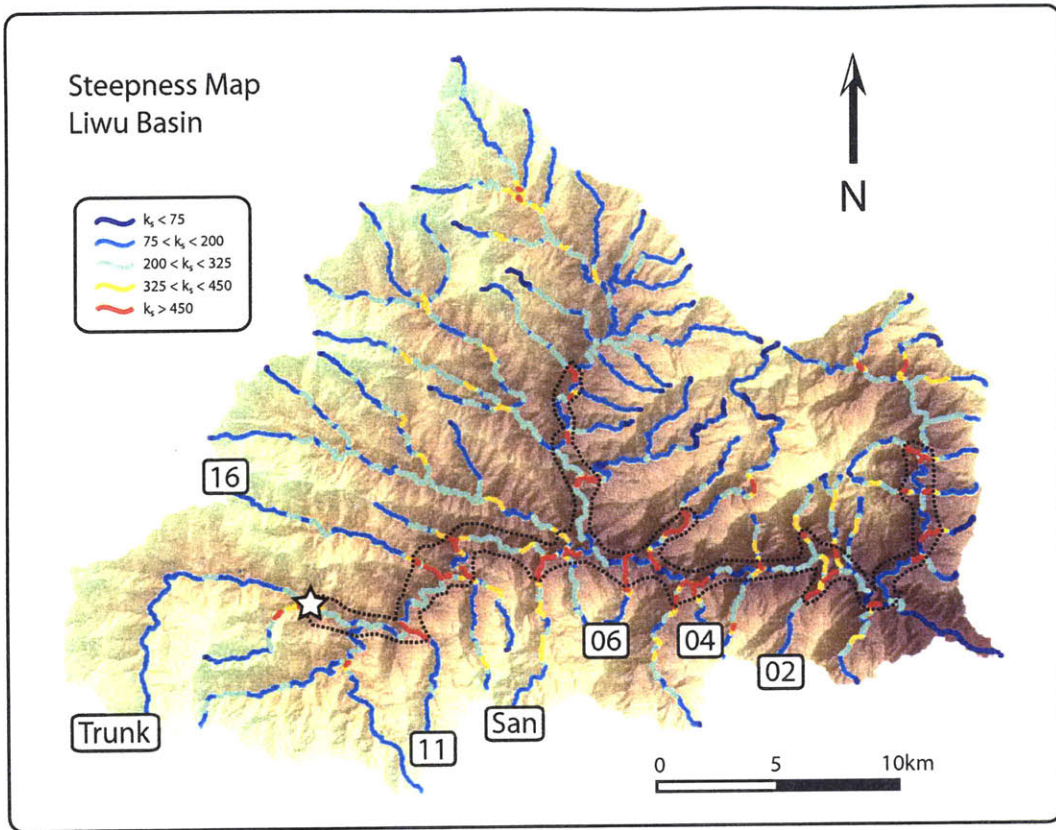 Steepness Map
Liwu Basin
kₛ < 75
75 < kₛ < 200
200 < kₛ < 325
325 < kₛ < 450
kₛ > 450
N
16
06
04
02
Trunk
11
San
0 5 10km